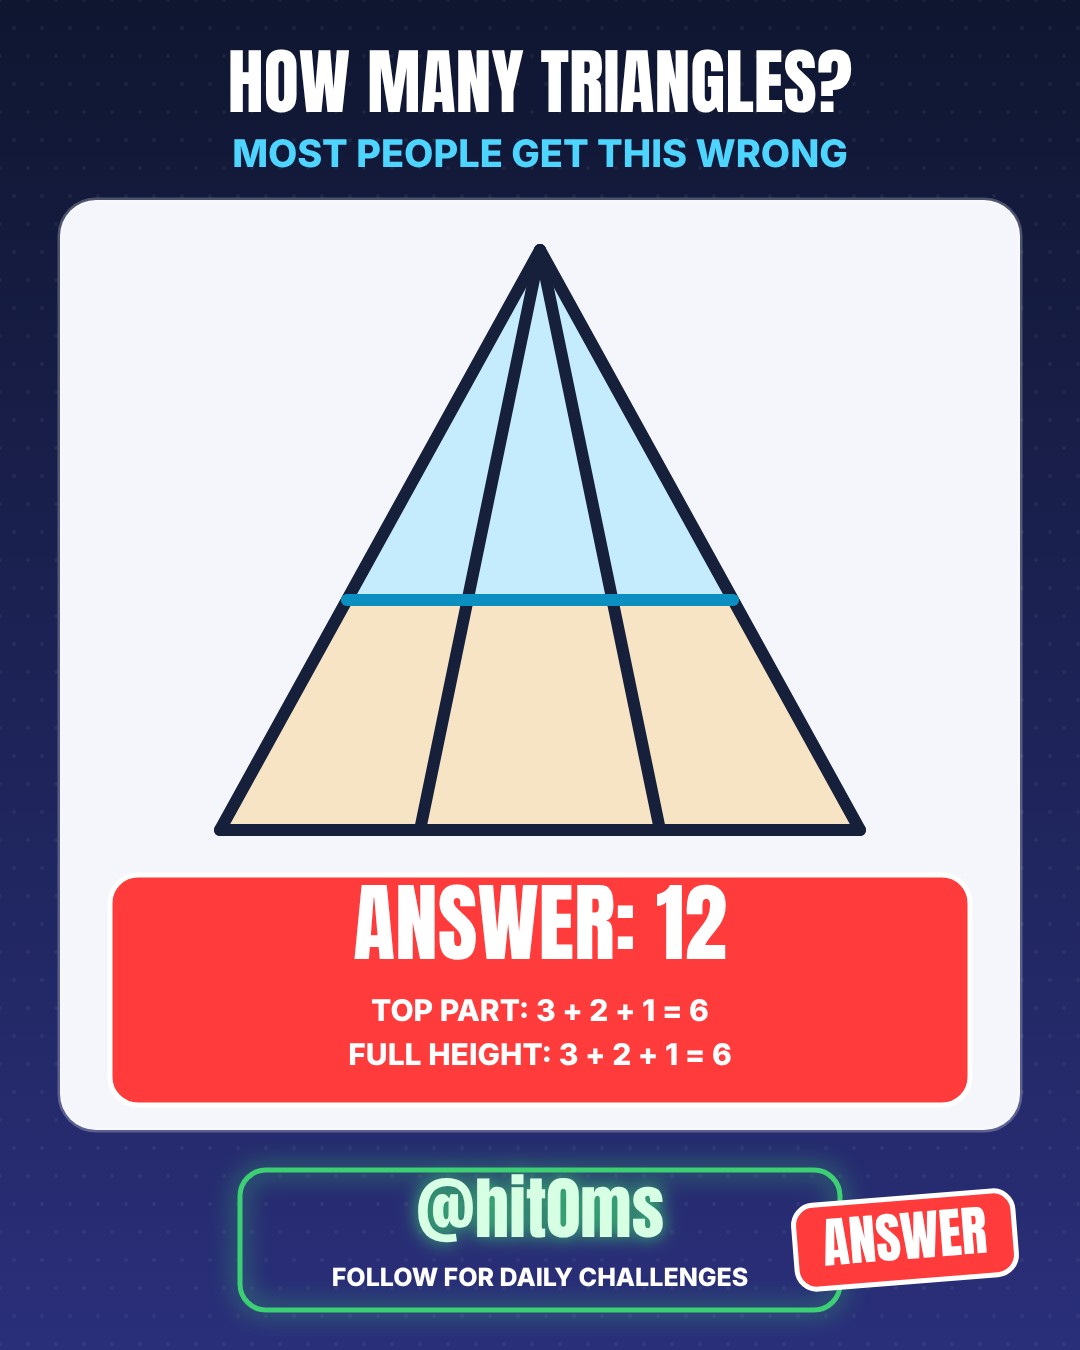 HOW MANY TRIANGLES?
MOST PEOPLE GET THIS WRONG
ANSWER: 12
TOP PART: 3 + 2 + 1 = 6
FULL HEIGHT: 3 + 2 + 1 = 6
@hit0ms
FOLLOW FOR DAILY CHALLENGES
ANSWER